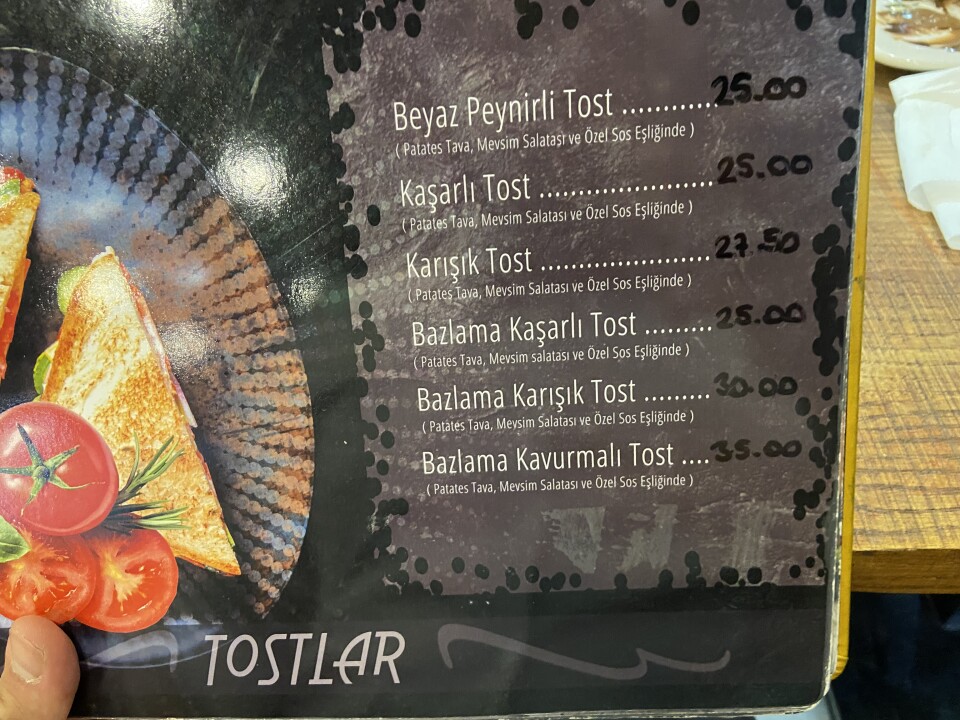 Beyaz Peynirli Tost ............25.00
( Patates Tava, Mevsim Salatası ve Özel Sos Eşliğinde )
Kaşarlı Tost ........................25.00
( Patates Tava, Mevsim Salatası ve Özel Sos Eşliğinde )
Karışık Tost .......................27.50
( Patates Tava, Mevsim Salatası ve Özel Sos Eşliğinde )
Bazlama Kaşarlı Tost .........25.00
( Patates Tava, Mevsim salatası ve Özel Sos Eşliğinde )
Bazlama Karışık Tost .........30.00
( Patates Tava, Mevsim Salatası ve Özel Sos Eşliğinde )
Bazlama Kavurmalı Tost ....35.00
( Patates Tava, Mevsim Salatası ve Özel Sos Eşliğinde )
TOSTLAR